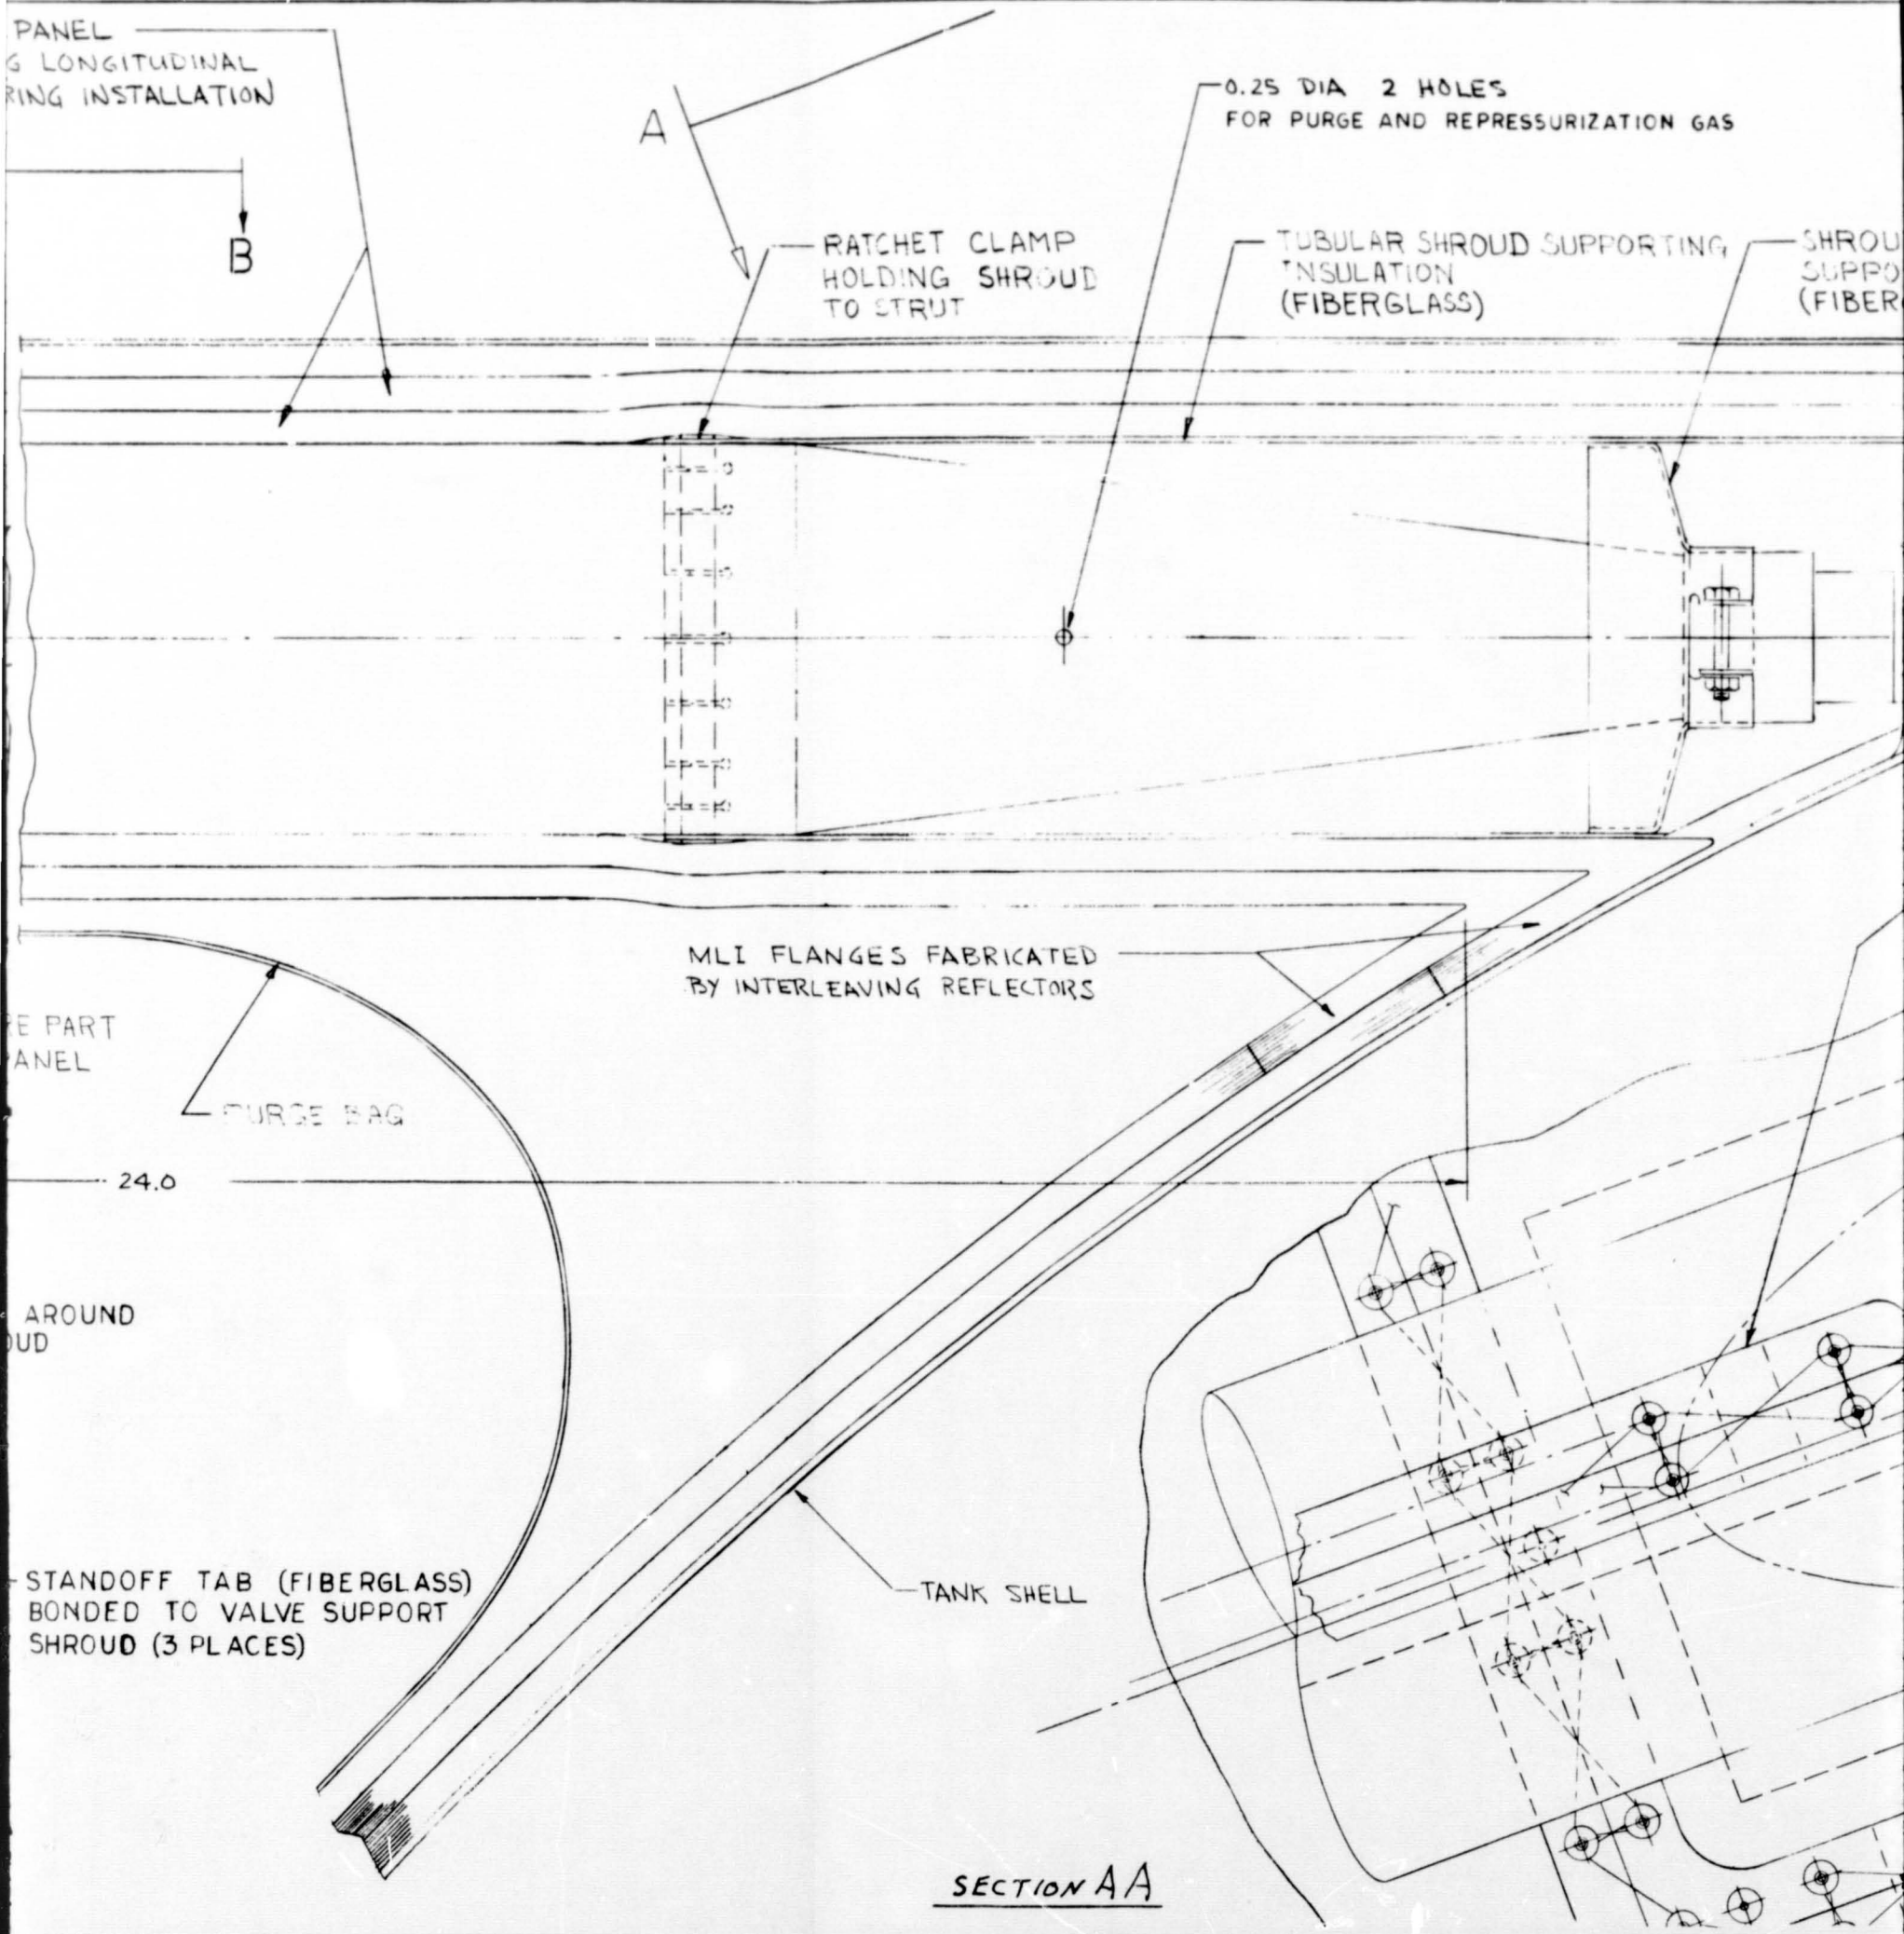 PANEL
G LONGITUDINAL
RING INSTALLATION
A
0.25 DIA 2 HOLES
FOR PURGE AND REPRESSURIZATION GAS
B
RATCHET CLAMP
HOLDING SHROUD
TO STRUT
TUBULAR SHROUD SUPPORTING
INSULATION
(FIBERGLASS)
SHROU
SUPPO
(FIBER
MLI FLANGES FABRICATED
BY INTERLEAVING REFLECTORS
E PART
ANEL
PURGE BAG
24.0
AROUND
OUD
STANDOFF TAB (FIBERGLASS)
BONDED TO VALVE SUPPORT
SHROUD (3 PLACES)
TANK SHELL
SECTION AA